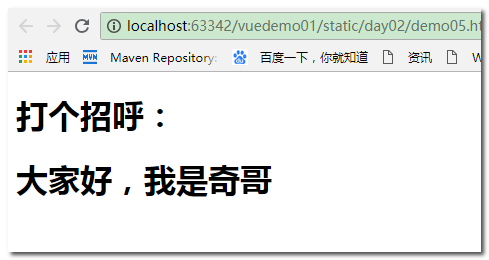 localhost:63342/vuedemo01/static/day02/demo05.ht
应用 MVN Maven Repository: 百度一下，你就知道 资讯 W
打个招呼：
大家好，我是奇哥